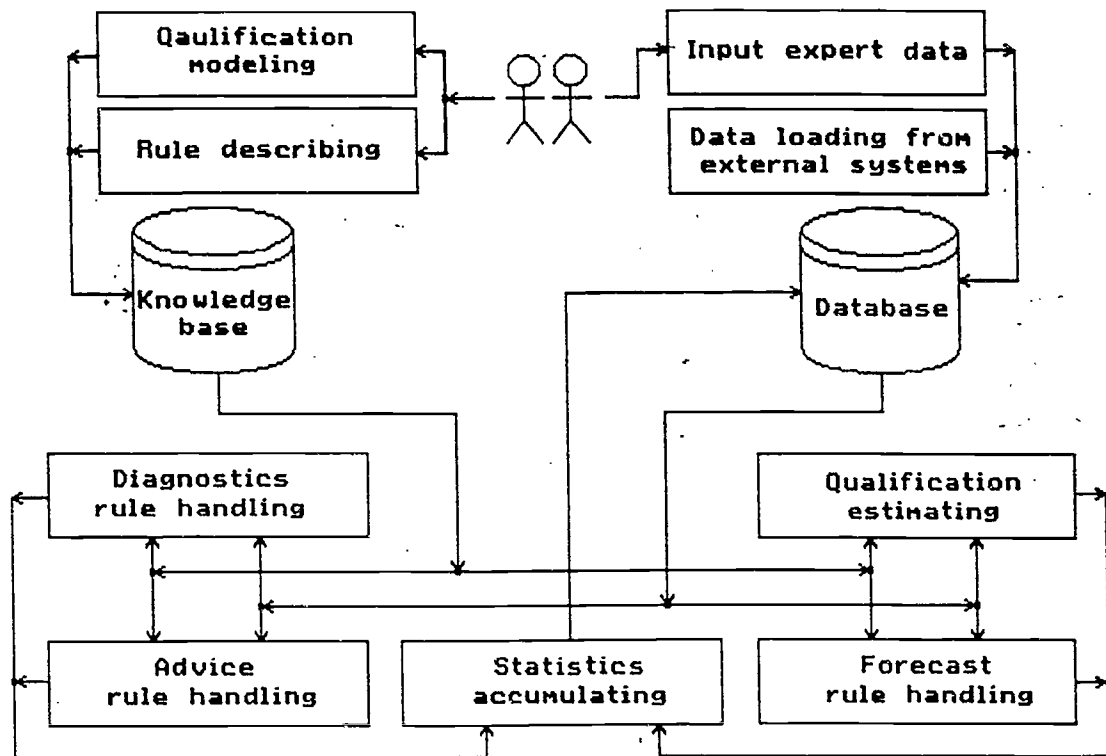 Qaulification
modeling
Input expert data
Rule describing
Data loading from
external systems
Knowledge
base
Database
Diagnostics
rule handling
Qualification
estimating
Advice
rule handling
Statistics
accumulating
Forecast
rule handling